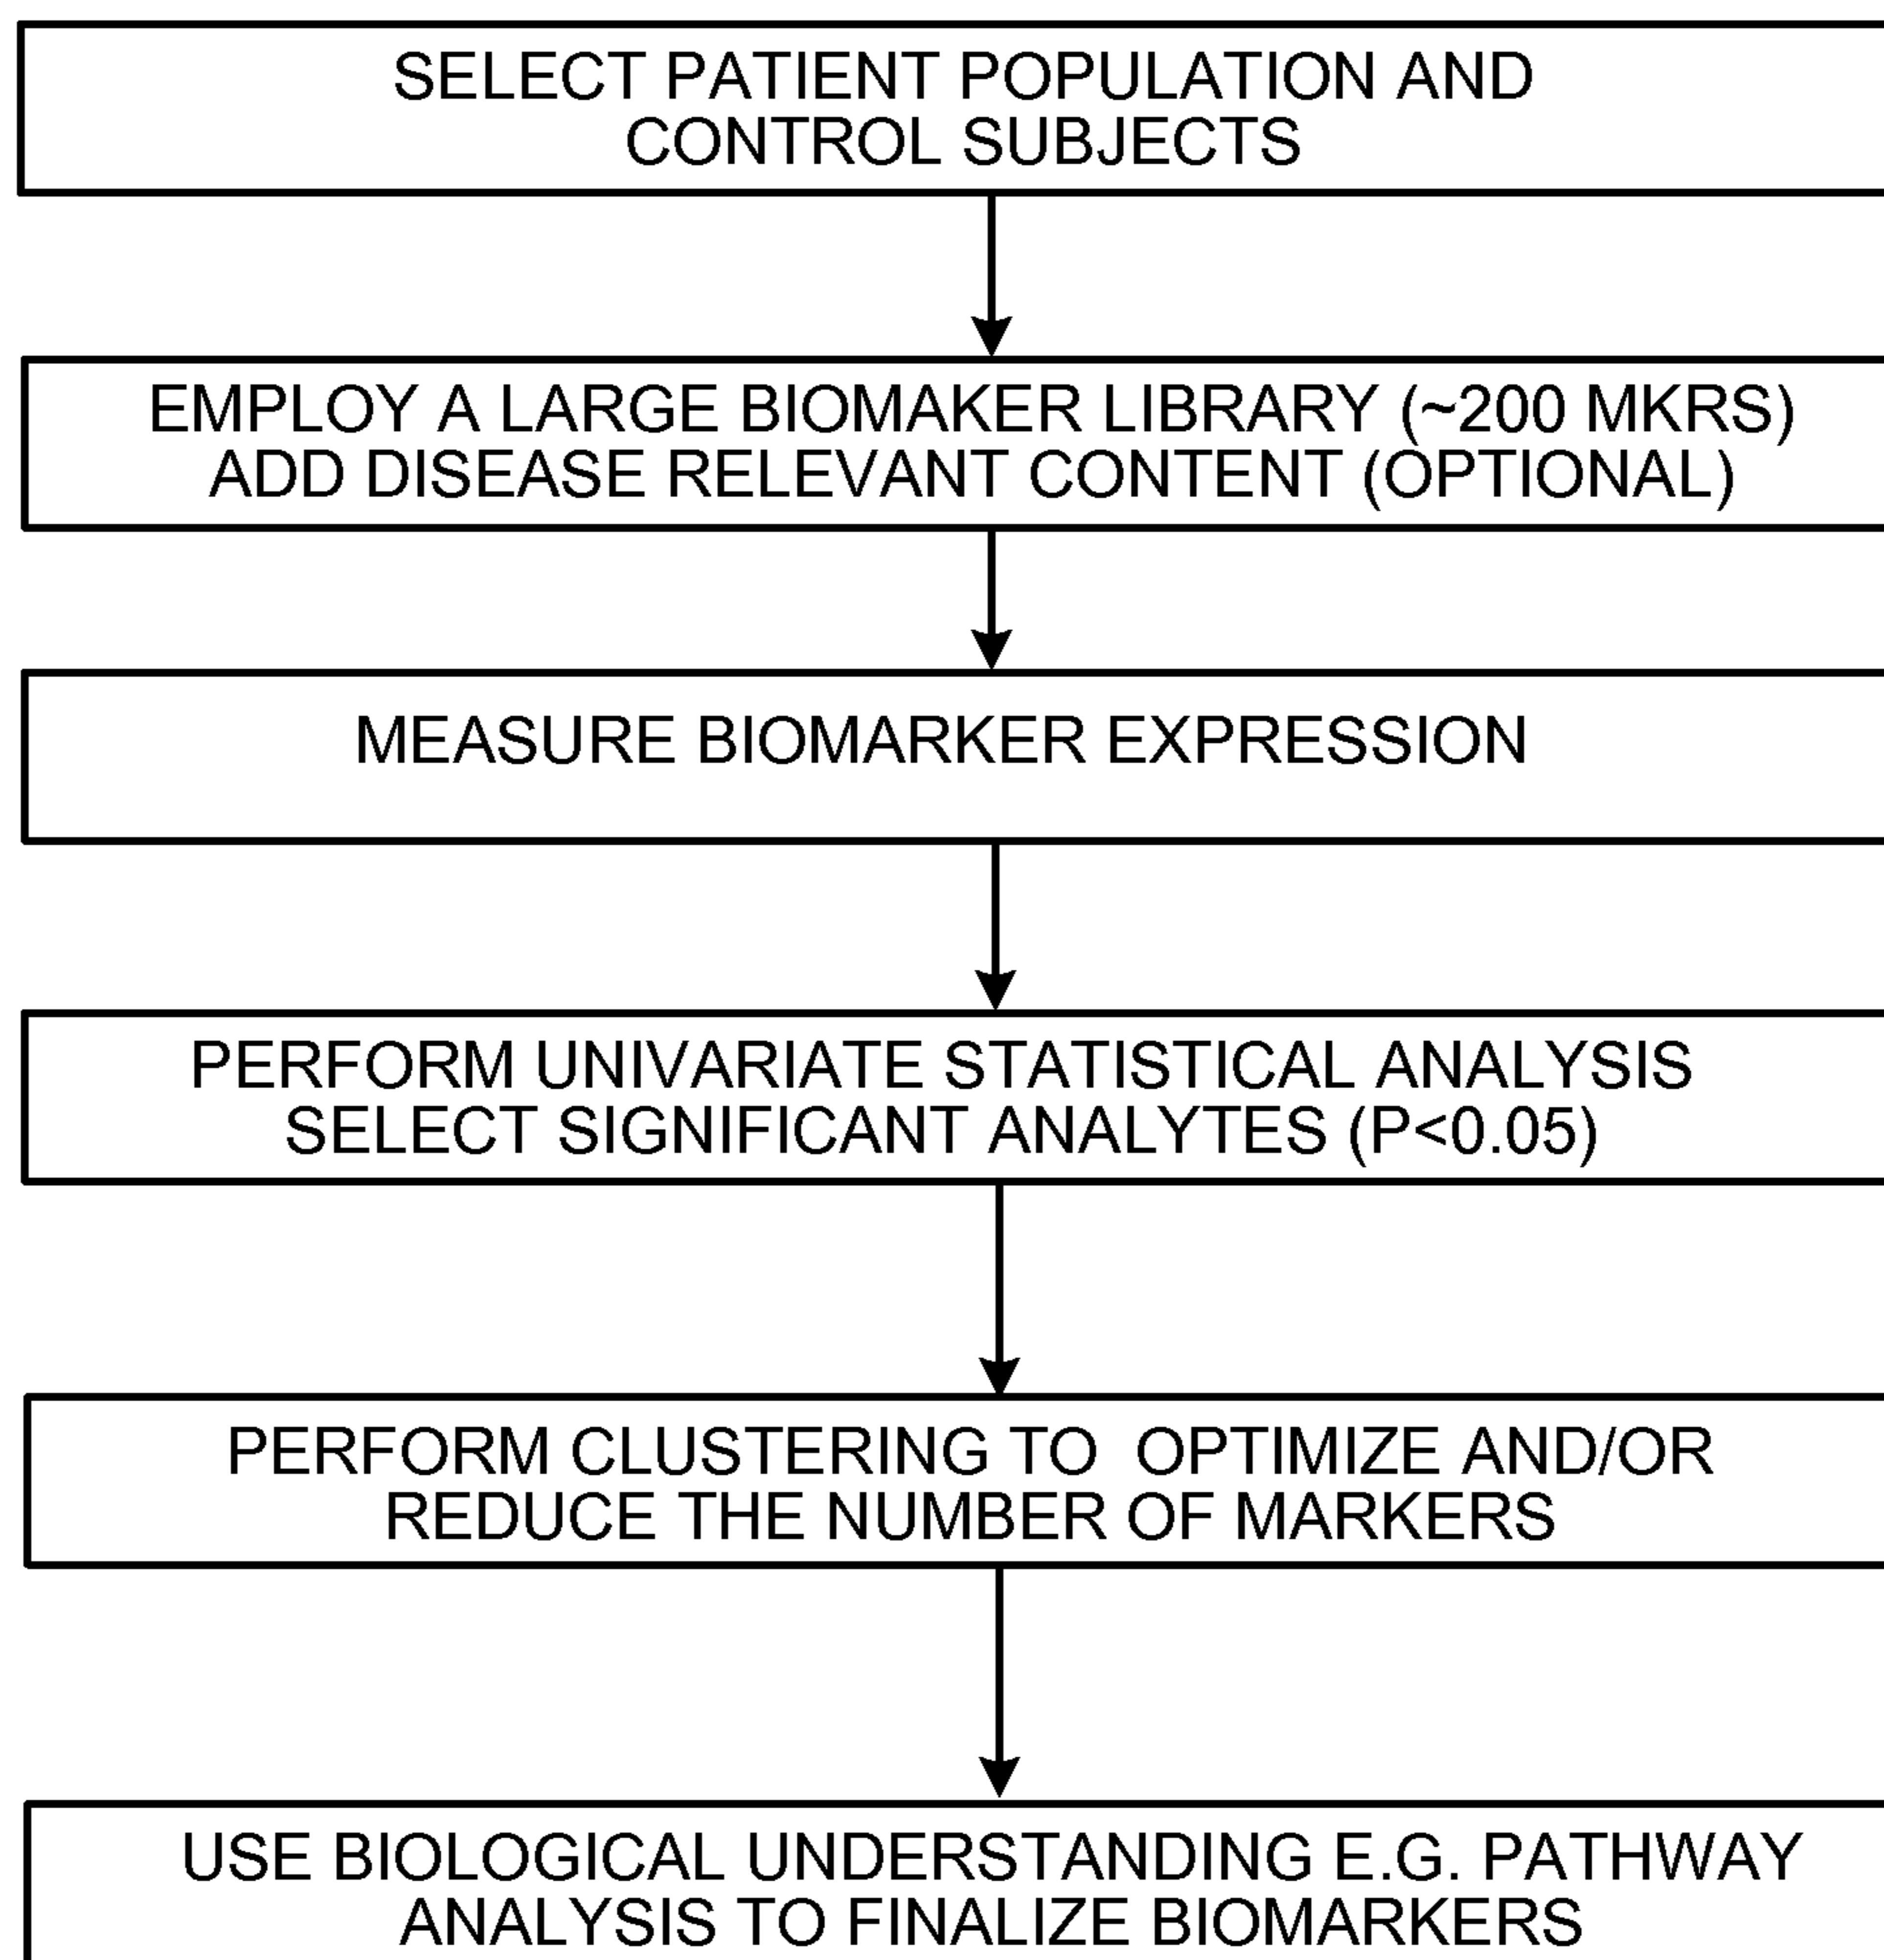 SELECT PATIENT POPULATION AND
CONTROL SUBJECTS
EMPLOY A LARGE BIOMAKER LIBRARY (~200 MKRS)
ADD DISEASE RELEVANT CONTENT (OPTIONAL)
MEASURE BIOMARKER EXPRESSION
PERFORM UNIVARIATE STATISTICAL ANALYSIS
SELECT SIGNIFICANT ANALYTES (P<0.05)
PERFORM CLUSTERING TO OPTIMIZE AND/OR
REDUCE THE NUMBER OF MARKERS
USE BIOLOGICAL UNDERSTANDING E.G. PATHWAY
ANALYSIS TO FINALIZE BIOMARKERS